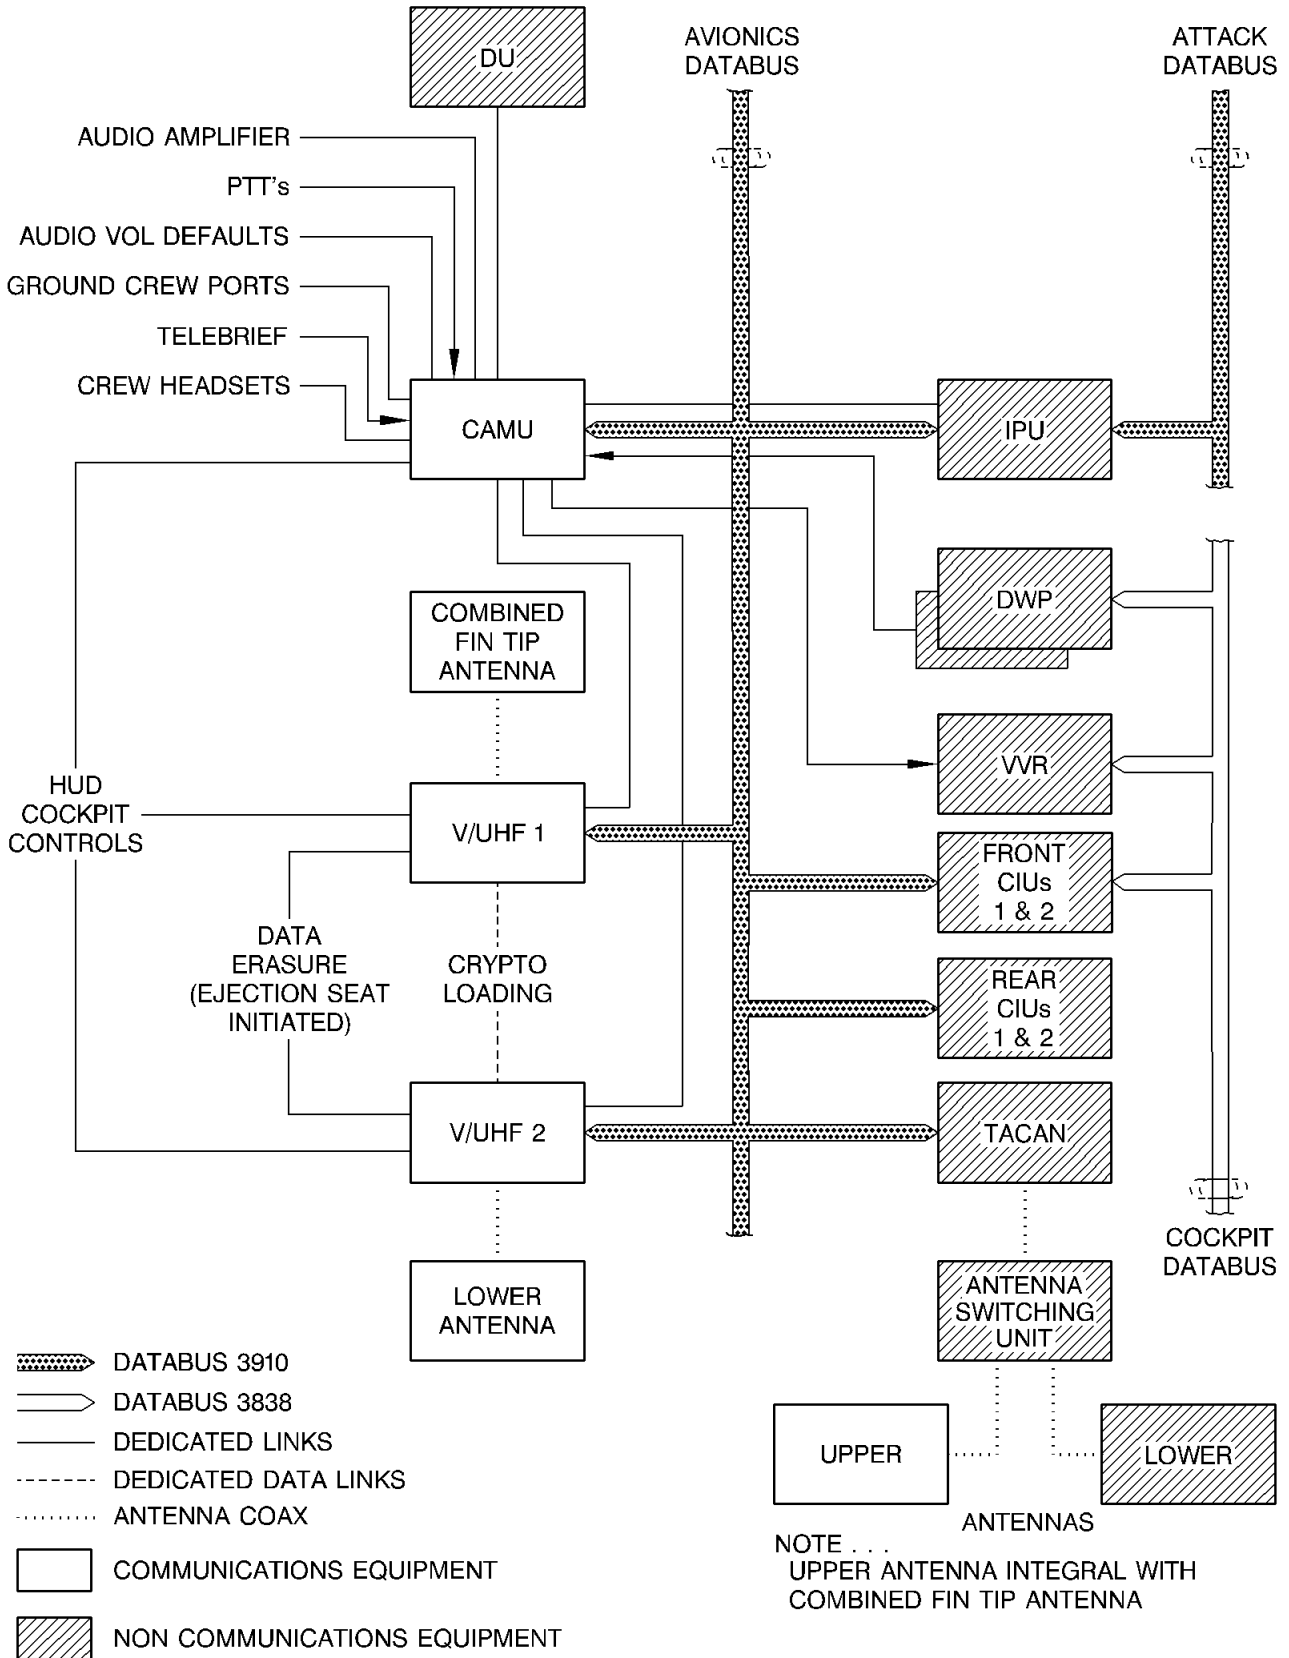 DU
AVIONICS
DATABUS
ATTACK
DATABUS
AUDIO AMPLIFIER
PTT's
AUDIO VOL DEFAULTS
GROUND CREW PORTS
TELEBRIEF
CREW HEADSETS
CAMU
IPU
DWP
COMBINED
FIN TIP
ANTENNA
VVR
HUD
COCKPIT
CONTROLS
V/UHF 1
FRONT
CIUs
1 & 2
DATA
ERASURE
(EJECTION SEAT
INITIATED)
CRYPTO
LOADING
REAR
CIUs
1 & 2
V/UHF 2
TACAN
COCKPIT
DATABUS
LOWER
ANTENNA
ANTENNA
SWITCHING
UNIT
DATABUS 3910
DATABUS 3838
DEDICATED LINKS
DEDICATED DATA LINKS
ANTENNA COAX
COMMUNICATIONS EQUIPMENT
NON COMMUNICATIONS EQUIPMENT
UPPER
LOWER
ANTENNAS
NOTE . . .
UPPER ANTENNA INTEGRAL WITH
COMBINED FIN TIP ANTENNA